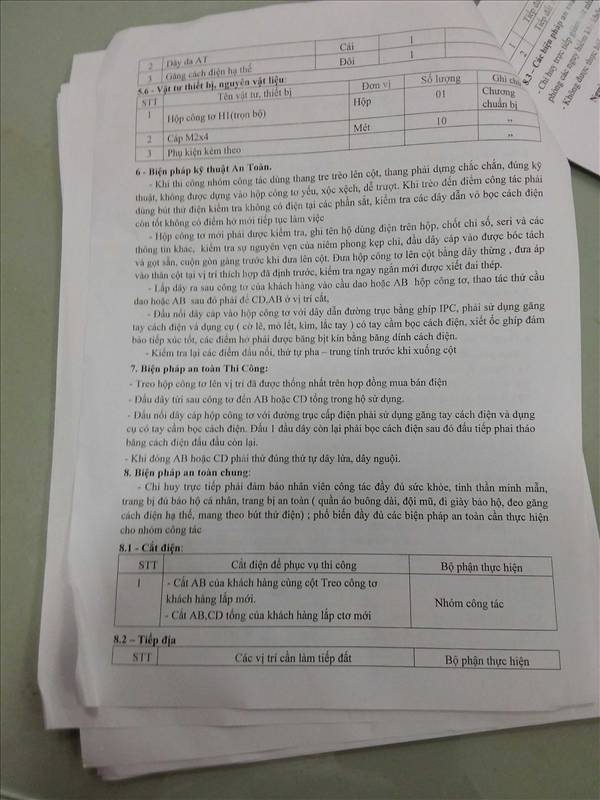 2 Dây da AT Cái 1
3 Găng cách điện hạ thế Đôi 1
5.6 - Vật tư thiết bị, nguyên vật liệu:
STT Tên vật tư, thiết bị Đơn vị Số lượng Ghi chú
1 Hộp công tơ H1(trọn bộ) Hộp 01 Chương chuẩn bị
2 Cáp M2x4 Mét 10 ,,
3 Phụ kiện kèm theo ,,
6 - Biện pháp kỹ thuật An Toàn.
- Khi thi công nhóm công tác dùng thang tre trèo lên cột, thang phải dựng chắc chắn, đúng kỹ
thuật, không được dựng vào hộp công tơ yếu, xộc xệch, dễ trượt. Khi trèo đến điểm công tác phải
dùng bút thử điện kiểm tra không có điện tại các phần sắt, kiểm tra các dây dẫn vỏ bọc cách điện
còn tốt không có điểm hở mới tiếp tục làm việc
- Hộp công tơ mới phải được kiểm tra, ghi tên hộ dùng điện trên hộp, chốt chỉ số, seri và các
thông tin khác, kiểm tra sự nguyên vẹn của niêm phong kẹp chì, đầu dây cáp vào được bóc tách
và gọt sẵn, cuộn gọn gàng trước khi đưa lên cột. Đưa hộp công tơ lên cột bằng dây thừng , đưa áp
vào thân cột tại vị trí thích hợp đã định trước, kiểm tra ngay ngắn mới được xiết đai thép.
- Lắp dây ra sau công tơ của khách hàng vào cầu dao hoặc AB hộp công tơ, thao tác thử cầu
dao hoặc AB sau đó phải để CD,AB ở vị trí cắt,
- Đấu nối dây cáp vào hộp công tơ với dây dẫn đường trục bằng ghíp IPC, phải sử dụng găng
tay cách điện và dụng cụ ( cờ lê, mỏ lết, kìm, lắc tay ) có tay cầm bọc cách điện, xiết ốc ghíp đảm
bảo tiếp xúc tốt, các điểm hở phải được băng bịt kín bằng băng dính cách điện.
- Kiểm tra lại các điểm đấu nối, thứ tự pha – trung tính trước khi xuống cột
7. Biện pháp an toàn Thi Công:
- Treo hộp công tơ lên vị trí đã được thống nhất trên hợp đồng mua bán điện
- Đấu dây từi sau công tơ đến AB hoặc CD tổng trong hộ sử dụng.
- Đấu nối dây cáp hộp công tơ với đường trục cấp điện phải sử dụng găng tay cách điện và dụng
cụ có tay cầm bọc cách điện. Đấu 1 đầu dây còn lại phải bọc cách điện sau đó đấu tiếp phai tháo
băng cách điện đấu đầu còn lại.
- Khi đóng AB hoặc CD phải thử đúng thứ tự dây lửa, dây nguội.
8. Biện pháp an toàn chung:
- Chỉ huy trực tiếp phải đảm bảo nhân viên công tác đầy đủ sức khỏe, tinh thần minh mẫn,
trang bị đủ bảo hộ cá nhân, trang bị an toàn ( quần áo buông dài, đội mũ, đi giày bảo hộ, đeo găng
cách điện hạ thế, mang theo bút thử điện) ; phổ biến đầy đủ các biện pháp an toàn cần thực hiện
cho nhóm công tác
8.1 - Cắt điện:
STT Cắt điện để phục vụ thi công Bộ phận thực hiện
1 - Cắt AB của khách hàng cùng cột Treo công tơ
khách hàng lắp mới. Nhóm công tác
- Cắt AB,CD tổng của khách hàng lắp ctơ mới
8.2 – Tiếp địa
STT Các vị trí cần làm tiếp đất Bộ phận thực hiện
1
2
8.3 - Các biện pháp an
- Chỉ huy trực tiếp
phòng các nguy hiểm
- Không được